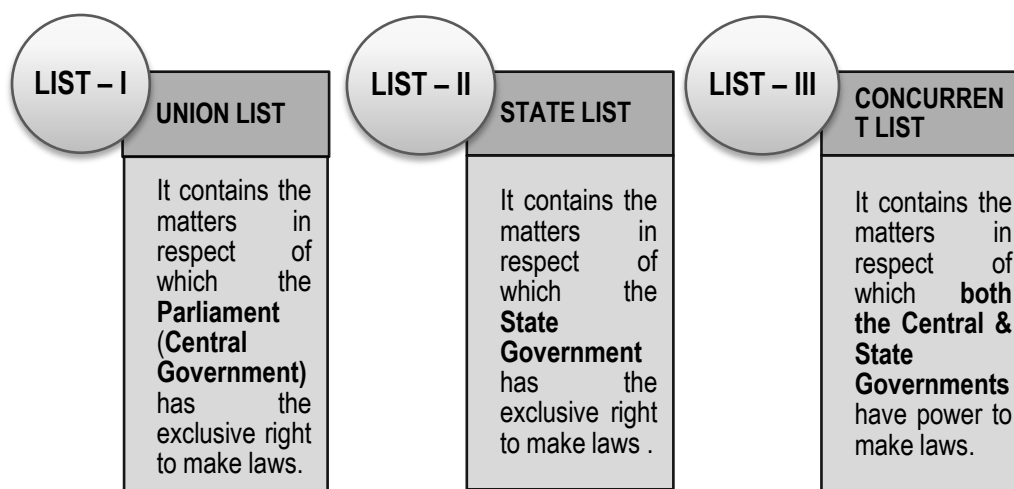 LIST – I
UNION LIST
It contains the
matters in
respect of
which the
Parliament
(Central
Government)
has the
exclusive right
to make laws.
LIST – II
STATE LIST
It contains the
matters in
respect of
which the
State
Government
has the
exclusive right
to make laws .
LIST – III
CONCURREN
T LIST
It contains the
matters in
respect of
which both
the Central &
State
Governments
have power to
make laws.